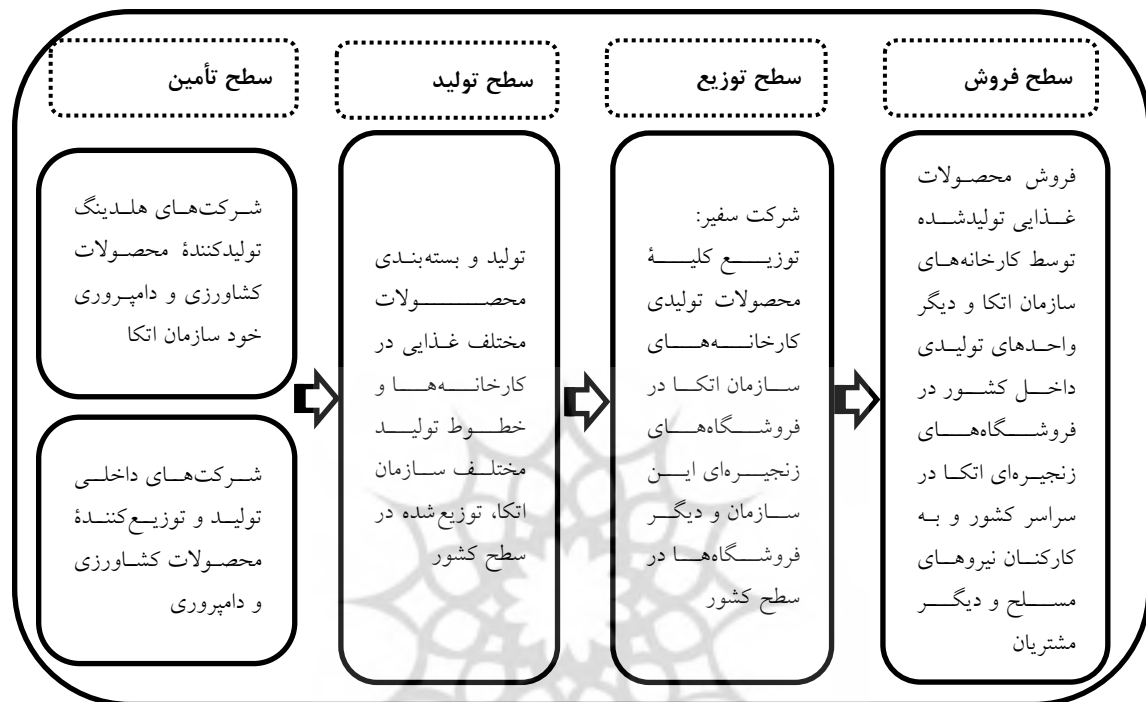 سطح تأمین
شرکت‌های هلدینگ
تولیدکنندۀ محصولات
کشاورزی و دامپروری
خود سازمان اتکا
شرکت‌های داخلی
تولید و توزیع‌کنندۀ
محصولات کشاورزی
و دامپروری
سطح تولید
تولید و بسته‌بندی
محصولات
مختلف غذایی در
کارخانه‌ها و
خطوط تولید
مختلف سازمان
اتکا، توزیع‌شده در
سطح کشور
سطح توزیع
شرکت سفیر:
توزیع کلیۀ
محصولات تولیدی
کارخانه‌های
سازمان اتکا در
فروشگاه‌های
زنجیره‌ای این
سازمان و دیگر
فروشگاه‌ها در
سطح کشور
سطح فروش
فروش محصولات
غذایی تولیدشده
توسط کارخانه‌های
سازمان اتکا و دیگر
واحدهای تولیدی
داخل کشور در
فروشگاه‌های
زنجیره‌ای اتکا در
سراسر کشور و به
کارکنان نیروهای
مسلح و دیگر
مشتریان